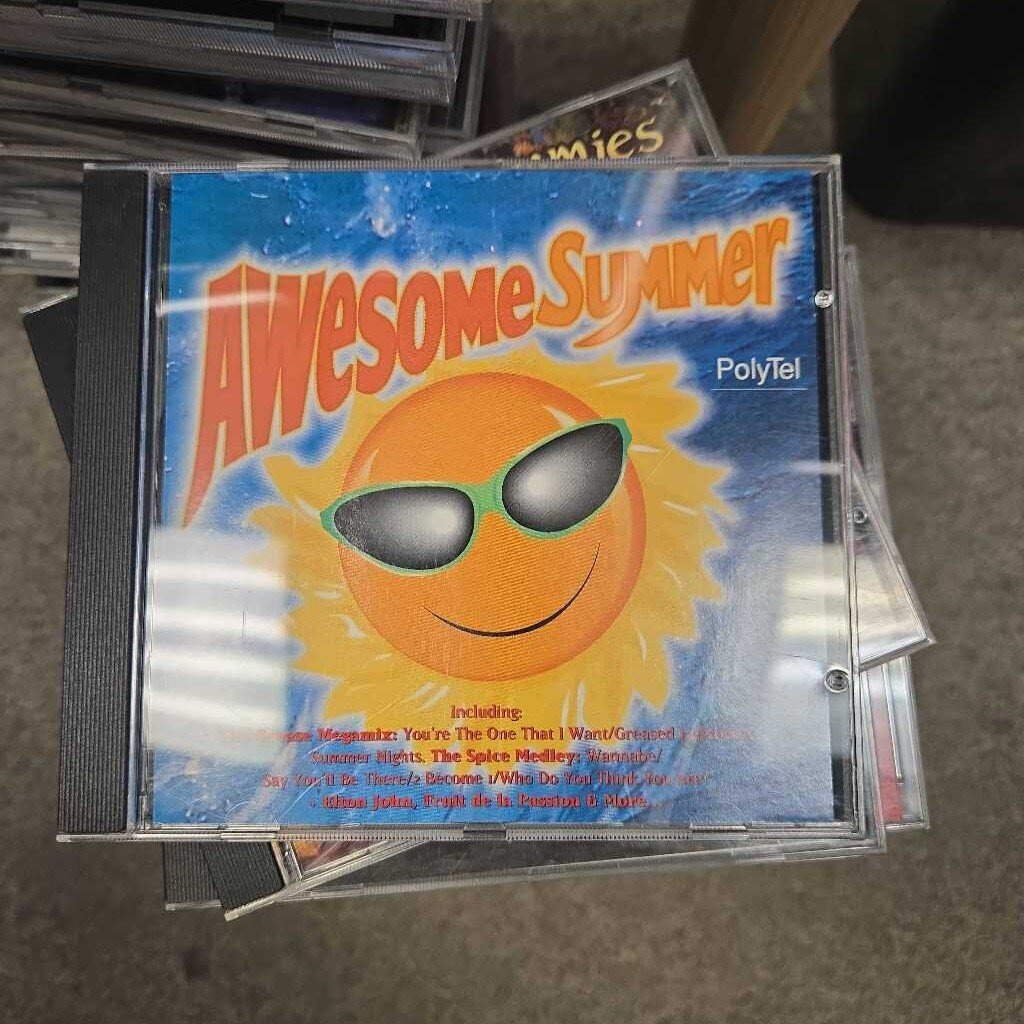 AWesome Summer
PolyTel
Including:
Megamix: You're The One That I Want/Greased
Summer Nights. The Spice Medley: Wannabe/
Say You'll Be There/2 Become 1/Who Do You Think You Are
- Elton John, Fruit de la Passion & More